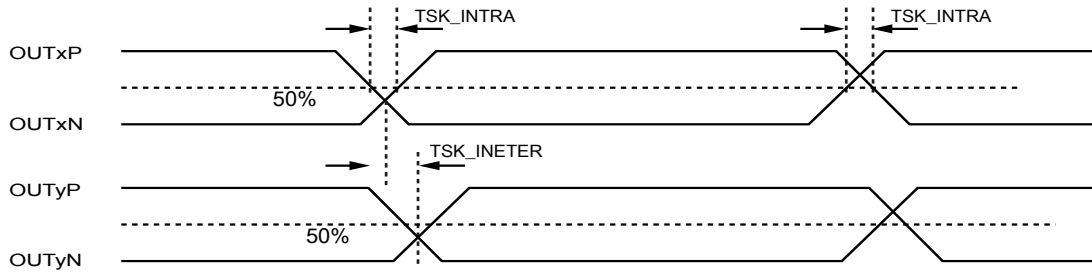 TSK_INTRA
TSK_INTRA
OUTxP
50%
OUTxN
TSK_INETER
OUTyP
50%
OUTyN